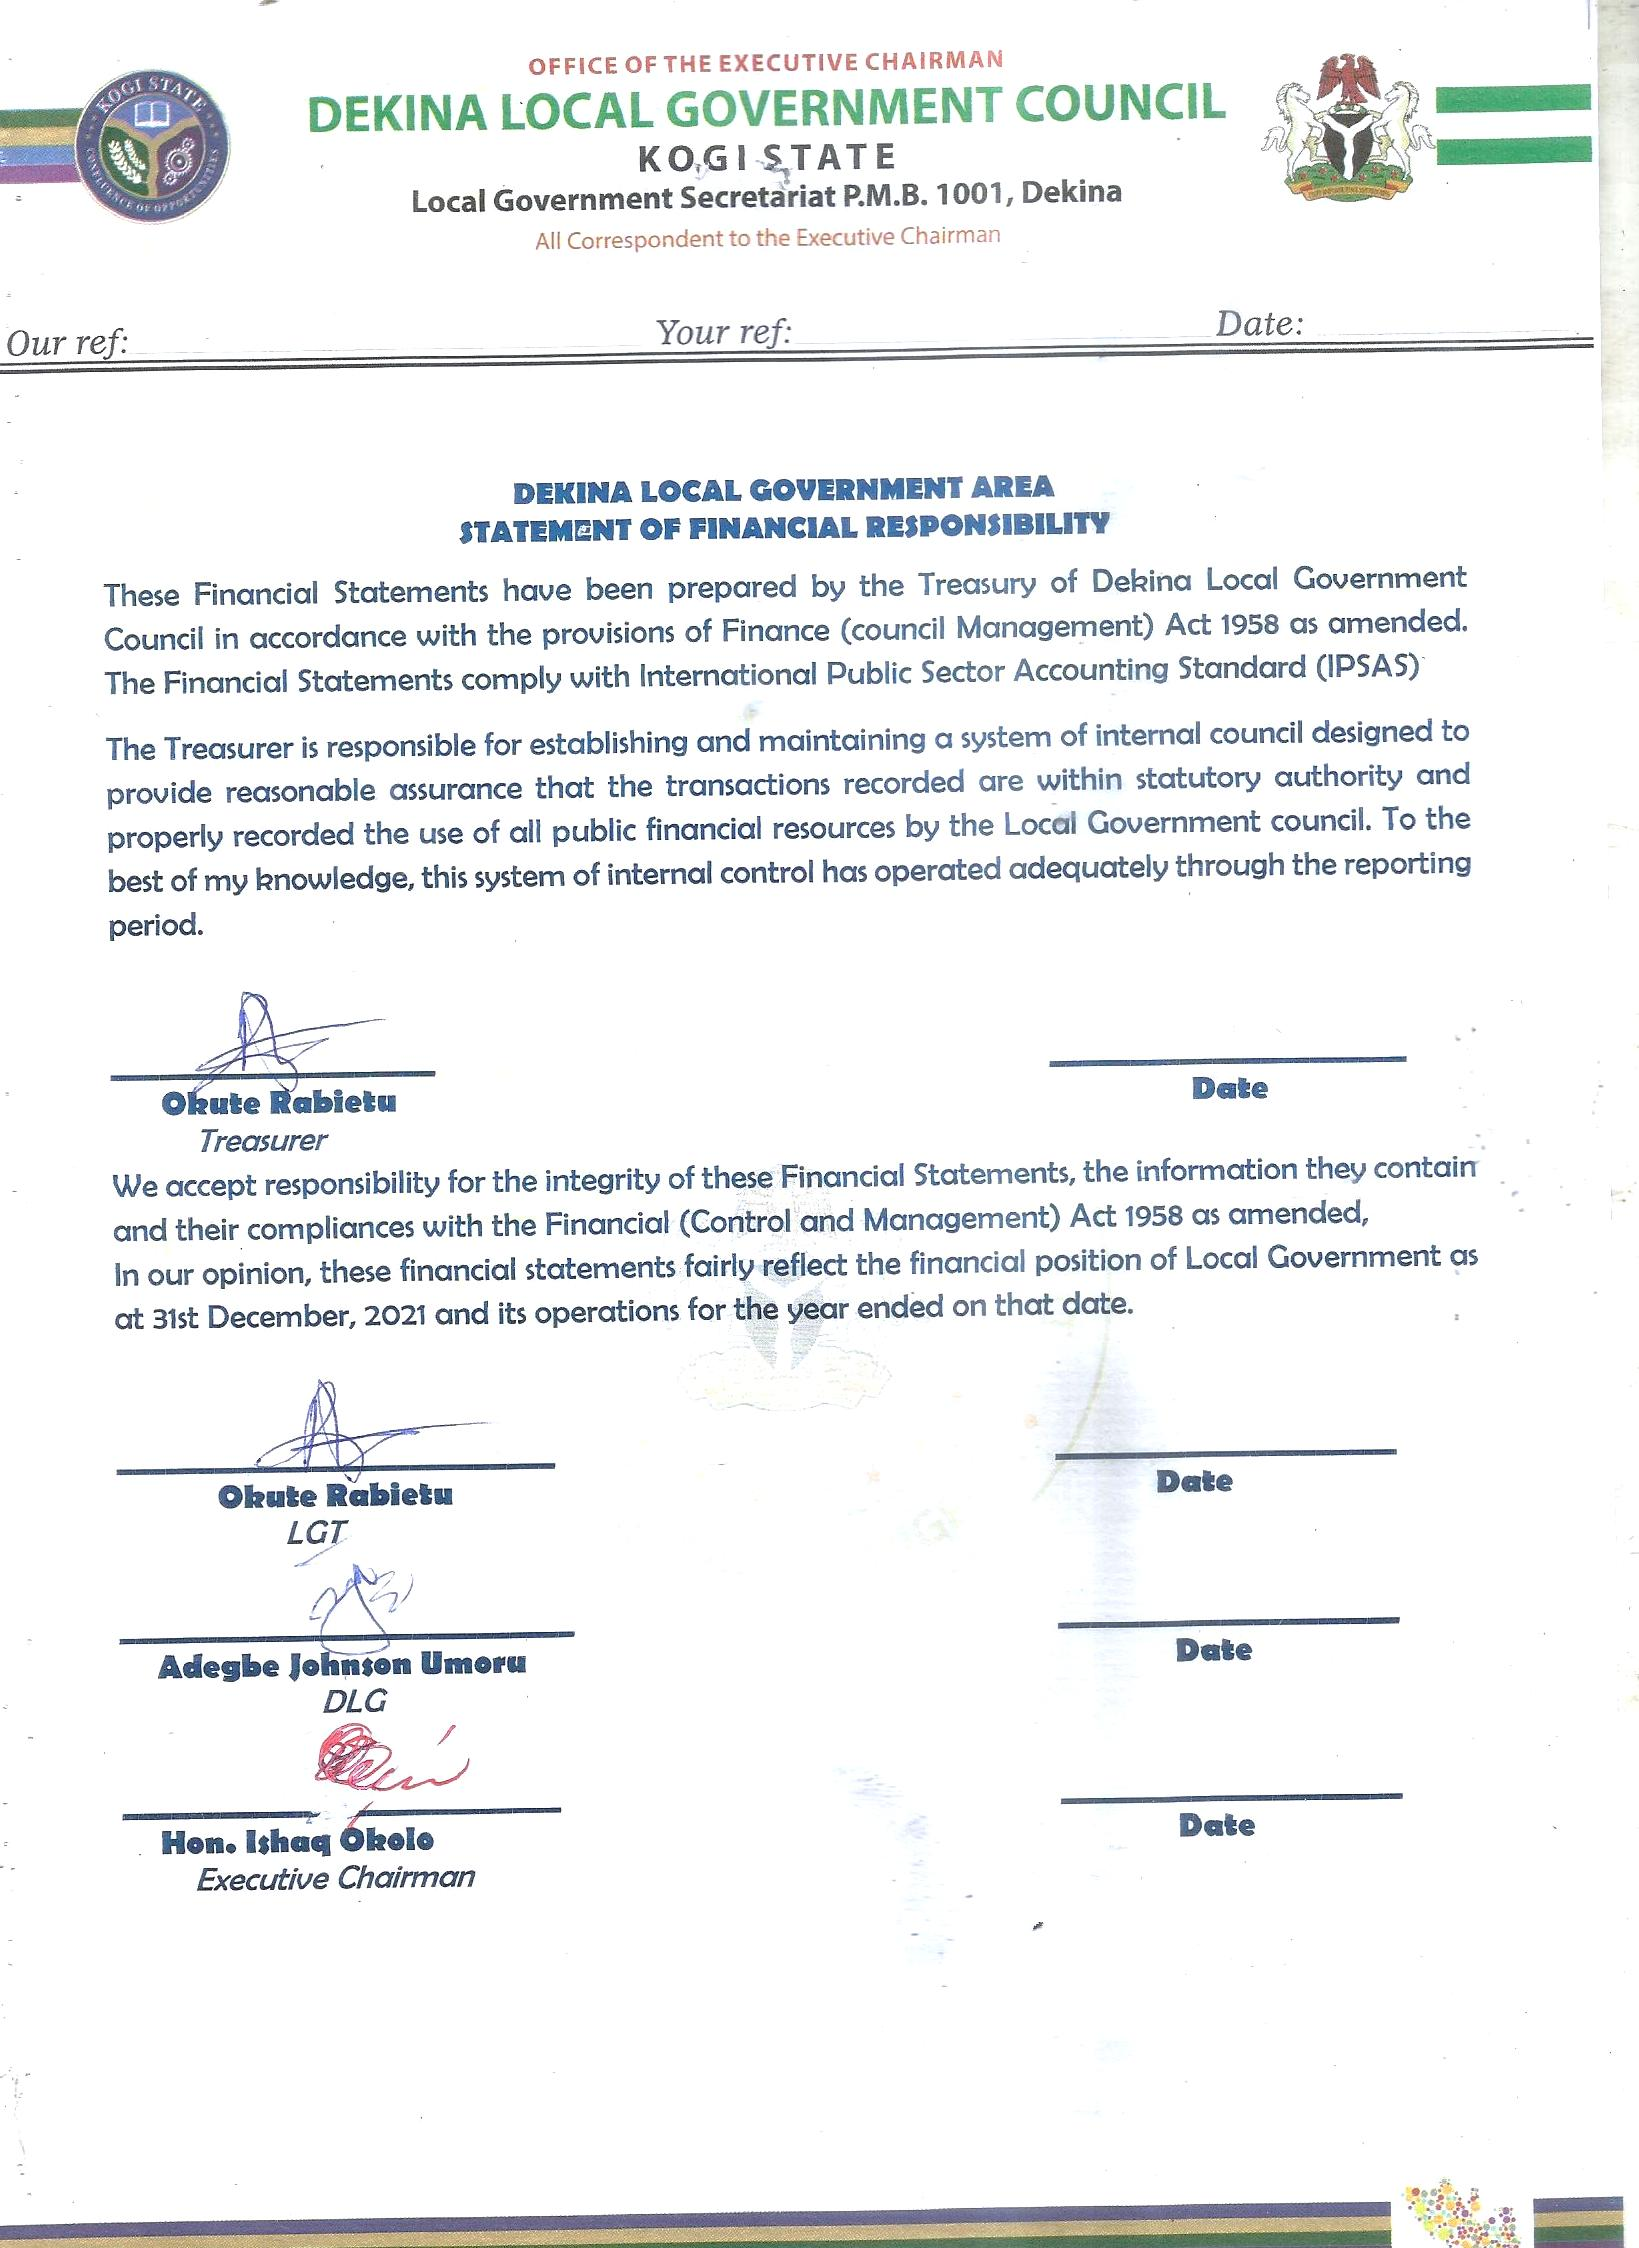 OFFICE OF THE EXECUTIVE CHAIRMAN
DEKINA LOCAL GOVERNMENT COUNCIL
KOGI STATE
Local Government Secretariat P.M.B. 1001, Dekina
All Correspondent to the Executive Chairman
KOGI STATE
CONFLUENCE OF OPPORTUNITIES
Our ref: Your ref: Date:
DEKINA LOCAL GOVERNMENT AREA
STATEMENT OF FINANCIAL RESPONSIBILITY
These Financial Statements have been prepared by the Treasury of Dekina Local Government
Council in accordance with the provisions of Finance (council Management) Act 1958 as amended.
The Financial Statements comply with International Public Sector Accounting Standard (IPSAS)
The Treasurer is responsible for establishing and maintaining a system of internal council designed to
provide reasonable assurance that the transactions recorded are within statutory authority and
properly recorded the use of all public financial resources by the Local Government council. To the
best of my knowledge, this system of internal control has operated adequately through the reporting
period.
Okute Rabietu Date
Treasurer
We accept responsibility for the integrity of these Financial Statements, the information they contain
and their compliances with the Financial (Control and Management) Act 1958 as amended,
In our opinion, these financial statements fairly reflect the financial position of Local Government as
at 31st December, 2021 and its operations for the year ended on that date.
Okute Rabietu Date
LGT
Adegbe Johnson Umoru Date
DLG
Hon. Ishaq Okolo Date
Executive Chairman